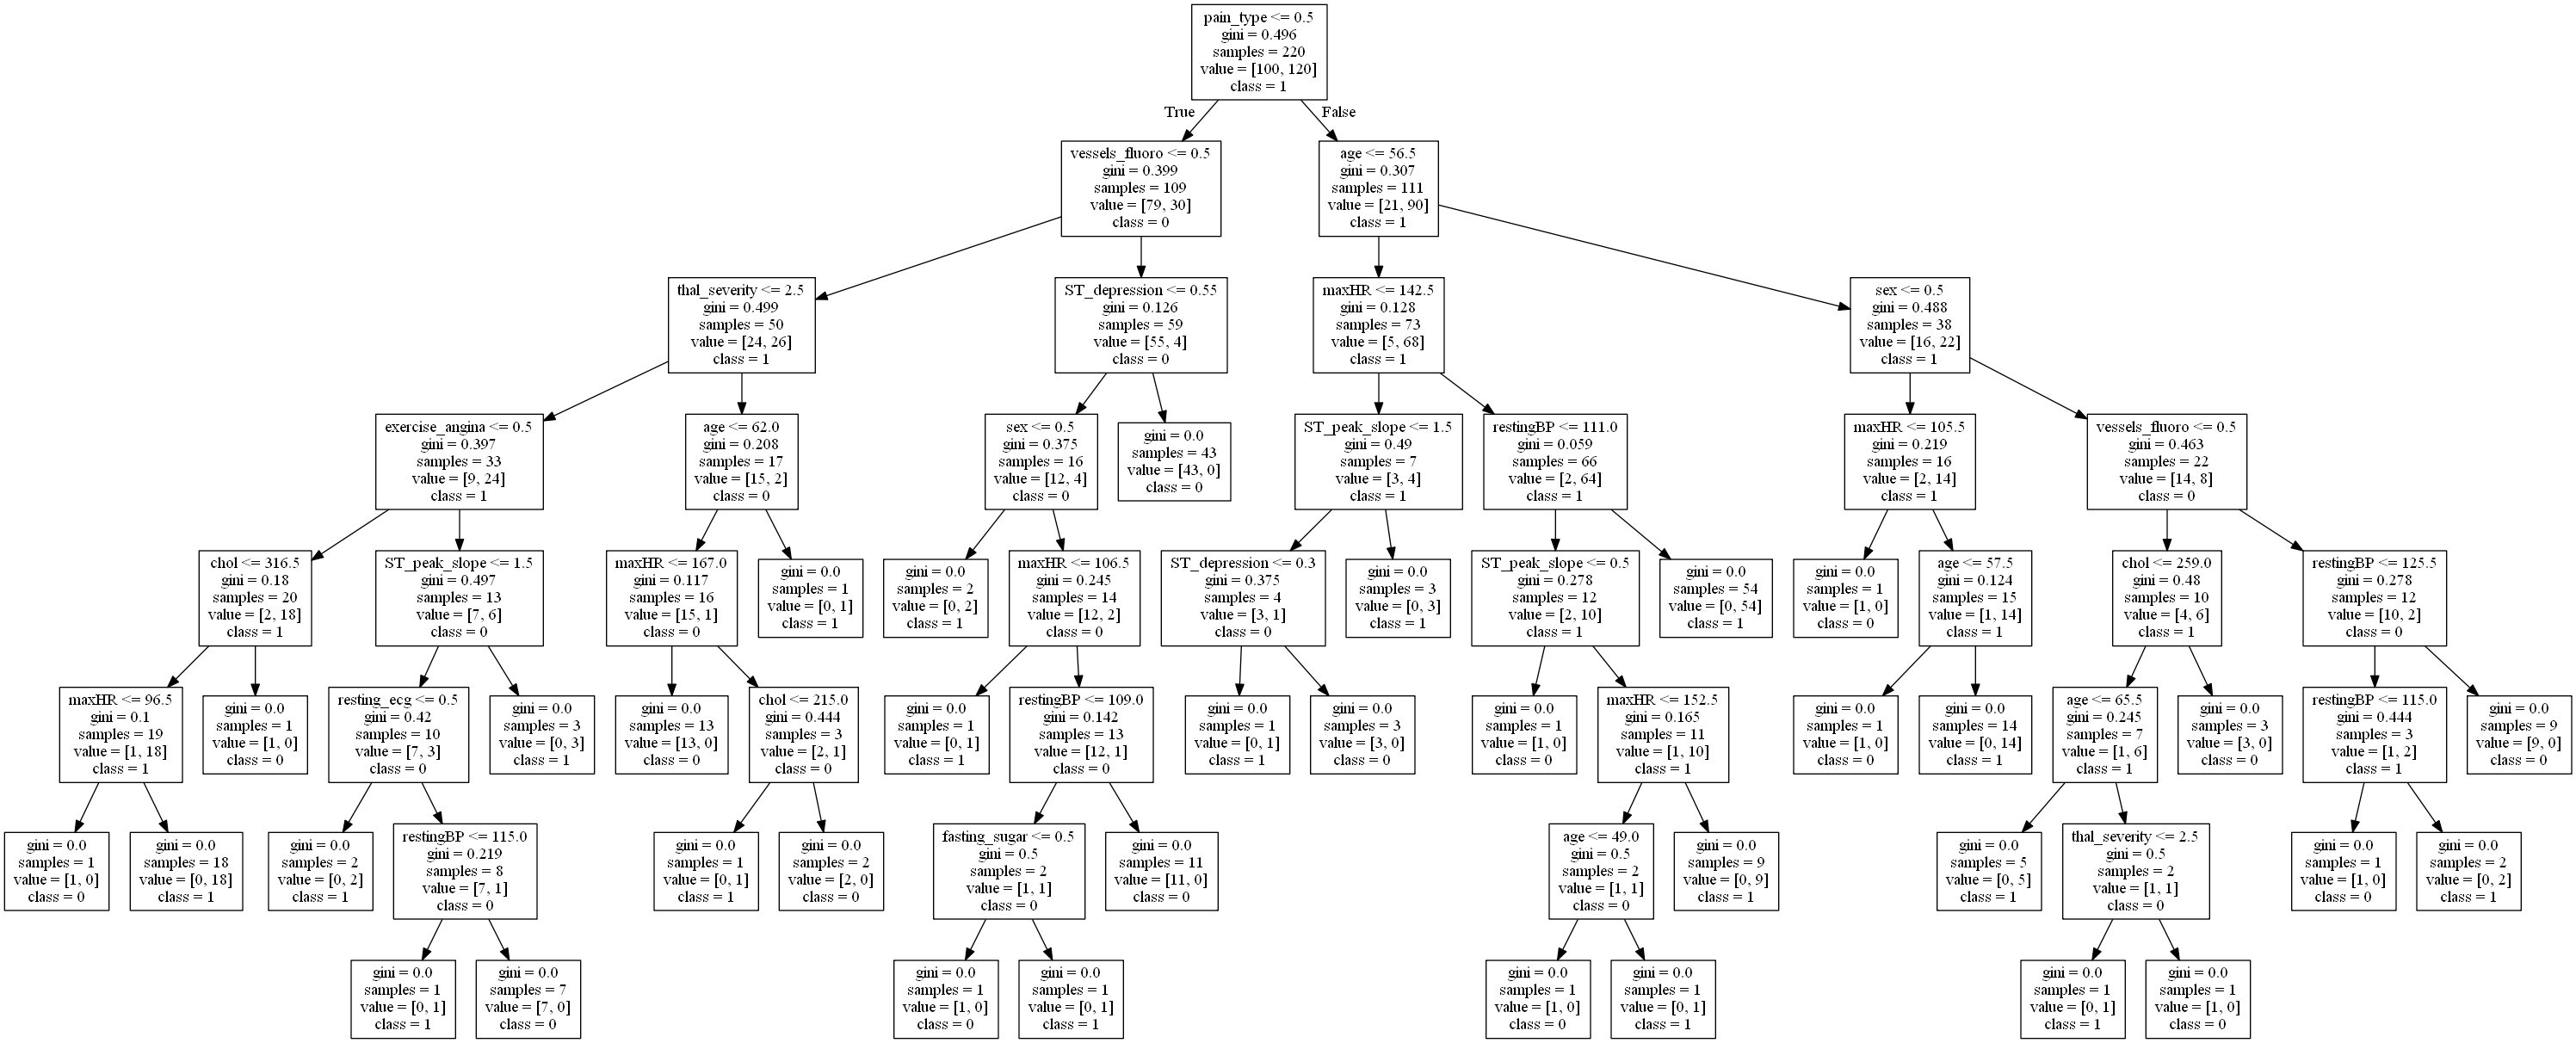 pain_type <= 0.5
gini = 0.496
samples = 220
value = [100, 120]
class = 1
True
False
vessels_fluoro <= 0.5
gini = 0.399
samples = 109
value = [79, 30]
class = 0
age <= 56.5
gini = 0.307
samples = 111
value = [21, 90]
class = 1
thal_severity <= 2.5
gini = 0.499
samples = 50
value = [24, 26]
class = 1
ST_depression <= 0.55
gini = 0.126
samples = 59
value = [55, 4]
class = 0
maxHR <= 142.5
gini = 0.128
samples = 73
value = [5, 68]
class = 1
sex <= 0.5
gini = 0.488
samples = 38
value = [16, 22]
class = 1
exercise_angina <= 0.5
gini = 0.397
samples = 33
value = [9, 24]
class = 1
age <= 62.0
gini = 0.208
samples = 17
value = [15, 2]
class = 0
sex <= 0.5
gini = 0.375
samples = 16
value = [12, 4]
class = 0
gini = 0.0
samples = 43
value = [43, 0]
class = 0
ST_peak_slope <= 1.5
gini = 0.49
samples = 7
value = [3, 4]
class = 1
restingBP <= 111.0
gini = 0.059
samples = 66
value = [2, 64]
class = 1
maxHR <= 105.5
gini = 0.219
samples = 16
value = [2, 14]
class = 1
vessels_fluoro <= 0.5
gini = 0.463
samples = 22
value = [14, 8]
class = 0
chol <= 316.5
gini = 0.18
samples = 20
value = [2, 18]
class = 1
ST_peak_slope <= 1.5
gini = 0.497
samples = 13
value = [7, 6]
class = 0
maxHR <= 167.0
gini = 0.117
samples = 16
value = [15, 1]
class = 0
gini = 0.0
samples = 1
value = [0, 1]
class = 1
gini = 0.0
samples = 2
value = [0, 2]
class = 1
maxHR <= 106.5
gini = 0.245
samples = 14
value = [12, 2]
class = 0
ST_depression <= 0.3
gini = 0.375
samples = 4
value = [3, 1]
class = 0
gini = 0.0
samples = 3
value = [0, 3]
class = 1
ST_peak_slope <= 0.5
gini = 0.278
samples = 12
value = [2, 10]
class = 1
gini = 0.0
samples = 54
value = [0, 54]
class = 1
gini = 0.0
samples = 1
value = [1, 0]
class = 0
age <= 57.5
gini = 0.124
samples = 15
value = [1, 14]
class = 1
chol <= 259.0
gini = 0.48
samples = 10
value = [4, 6]
class = 1
restingBP <= 125.5
gini = 0.278
samples = 12
value = [10, 2]
class = 0
maxHR <= 96.5
gini = 0.1
samples = 19
value = [1, 18]
class = 1
gini = 0.0
samples = 1
value = [1, 0]
class = 0
resting_ecg <= 0.5
gini = 0.42
samples = 10
value = [7, 3]
class = 0
gini = 0.0
samples = 3
value = [0, 3]
class = 1
gini = 0.0
samples = 13
value = [13, 0]
class = 0
chol <= 215.0
gini = 0.444
samples = 3
value = [2, 1]
class = 0
gini = 0.0
samples = 1
value = [0, 1]
class = 1
restingBP <= 109.0
gini = 0.142
samples = 13
value = [12, 1]
class = 0
gini = 0.0
samples = 1
value = [0, 1]
class = 1
gini = 0.0
samples = 3
value = [3, 0]
class = 0
gini = 0.0
samples = 1
value = [1, 0]
class = 0
maxHR <= 152.5
gini = 0.165
samples = 11
value = [1, 10]
class = 1
gini = 0.0
samples = 1
value = [1, 0]
class = 0
gini = 0.0
samples = 14
value = [0, 14]
class = 1
age <= 65.5
gini = 0.245
samples = 7
value = [1, 6]
class = 1
gini = 0.0
samples = 3
value = [3, 0]
class = 0
restingBP <= 115.0
gini = 0.444
samples = 3
value = [1, 2]
class = 1
gini = 0.0
samples = 9
value = [9, 0]
class = 0
gini = 0.0
samples = 1
value = [1, 0]
class = 0
gini = 0.0
samples = 18
value = [0, 18]
class = 1
gini = 0.0
samples = 2
value = [0, 2]
class = 1
restingBP <= 115.0
gini = 0.219
samples = 8
value = [7, 1]
class = 0
gini = 0.0
samples = 1
value = [0, 1]
class = 1
gini = 0.0
samples = 2
value = [2, 0]
class = 0
fasting_sugar <= 0.5
gini = 0.5
samples = 2
value = [1, 1]
class = 0
gini = 0.0
samples = 11
value = [11, 0]
class = 0
age <= 49.0
gini = 0.5
samples = 2
value = [1, 1]
class = 0
gini = 0.0
samples = 9
value = [0, 9]
class = 1
gini = 0.0
samples = 5
value = [0, 5]
class = 1
thal_severity <= 2.5
gini = 0.5
samples = 2
value = [1, 1]
class = 0
gini = 0.0
samples = 1
value = [1, 0]
class = 0
gini = 0.0
samples = 2
value = [0, 2]
class = 1
gini = 0.0
samples = 1
value = [0, 1]
class = 1
gini = 0.0
samples = 7
value = [7, 0]
class = 0
gini = 0.0
samples = 1
value = [1, 0]
class = 0
gini = 0.0
samples = 1
value = [0, 1]
class = 1
gini = 0.0
samples = 1
value = [1, 0]
class = 0
gini = 0.0
samples = 1
value = [0, 1]
class = 1
gini = 0.0
samples = 1
value = [0, 1]
class = 1
gini = 0.0
samples = 1
value = [1, 0]
class = 0